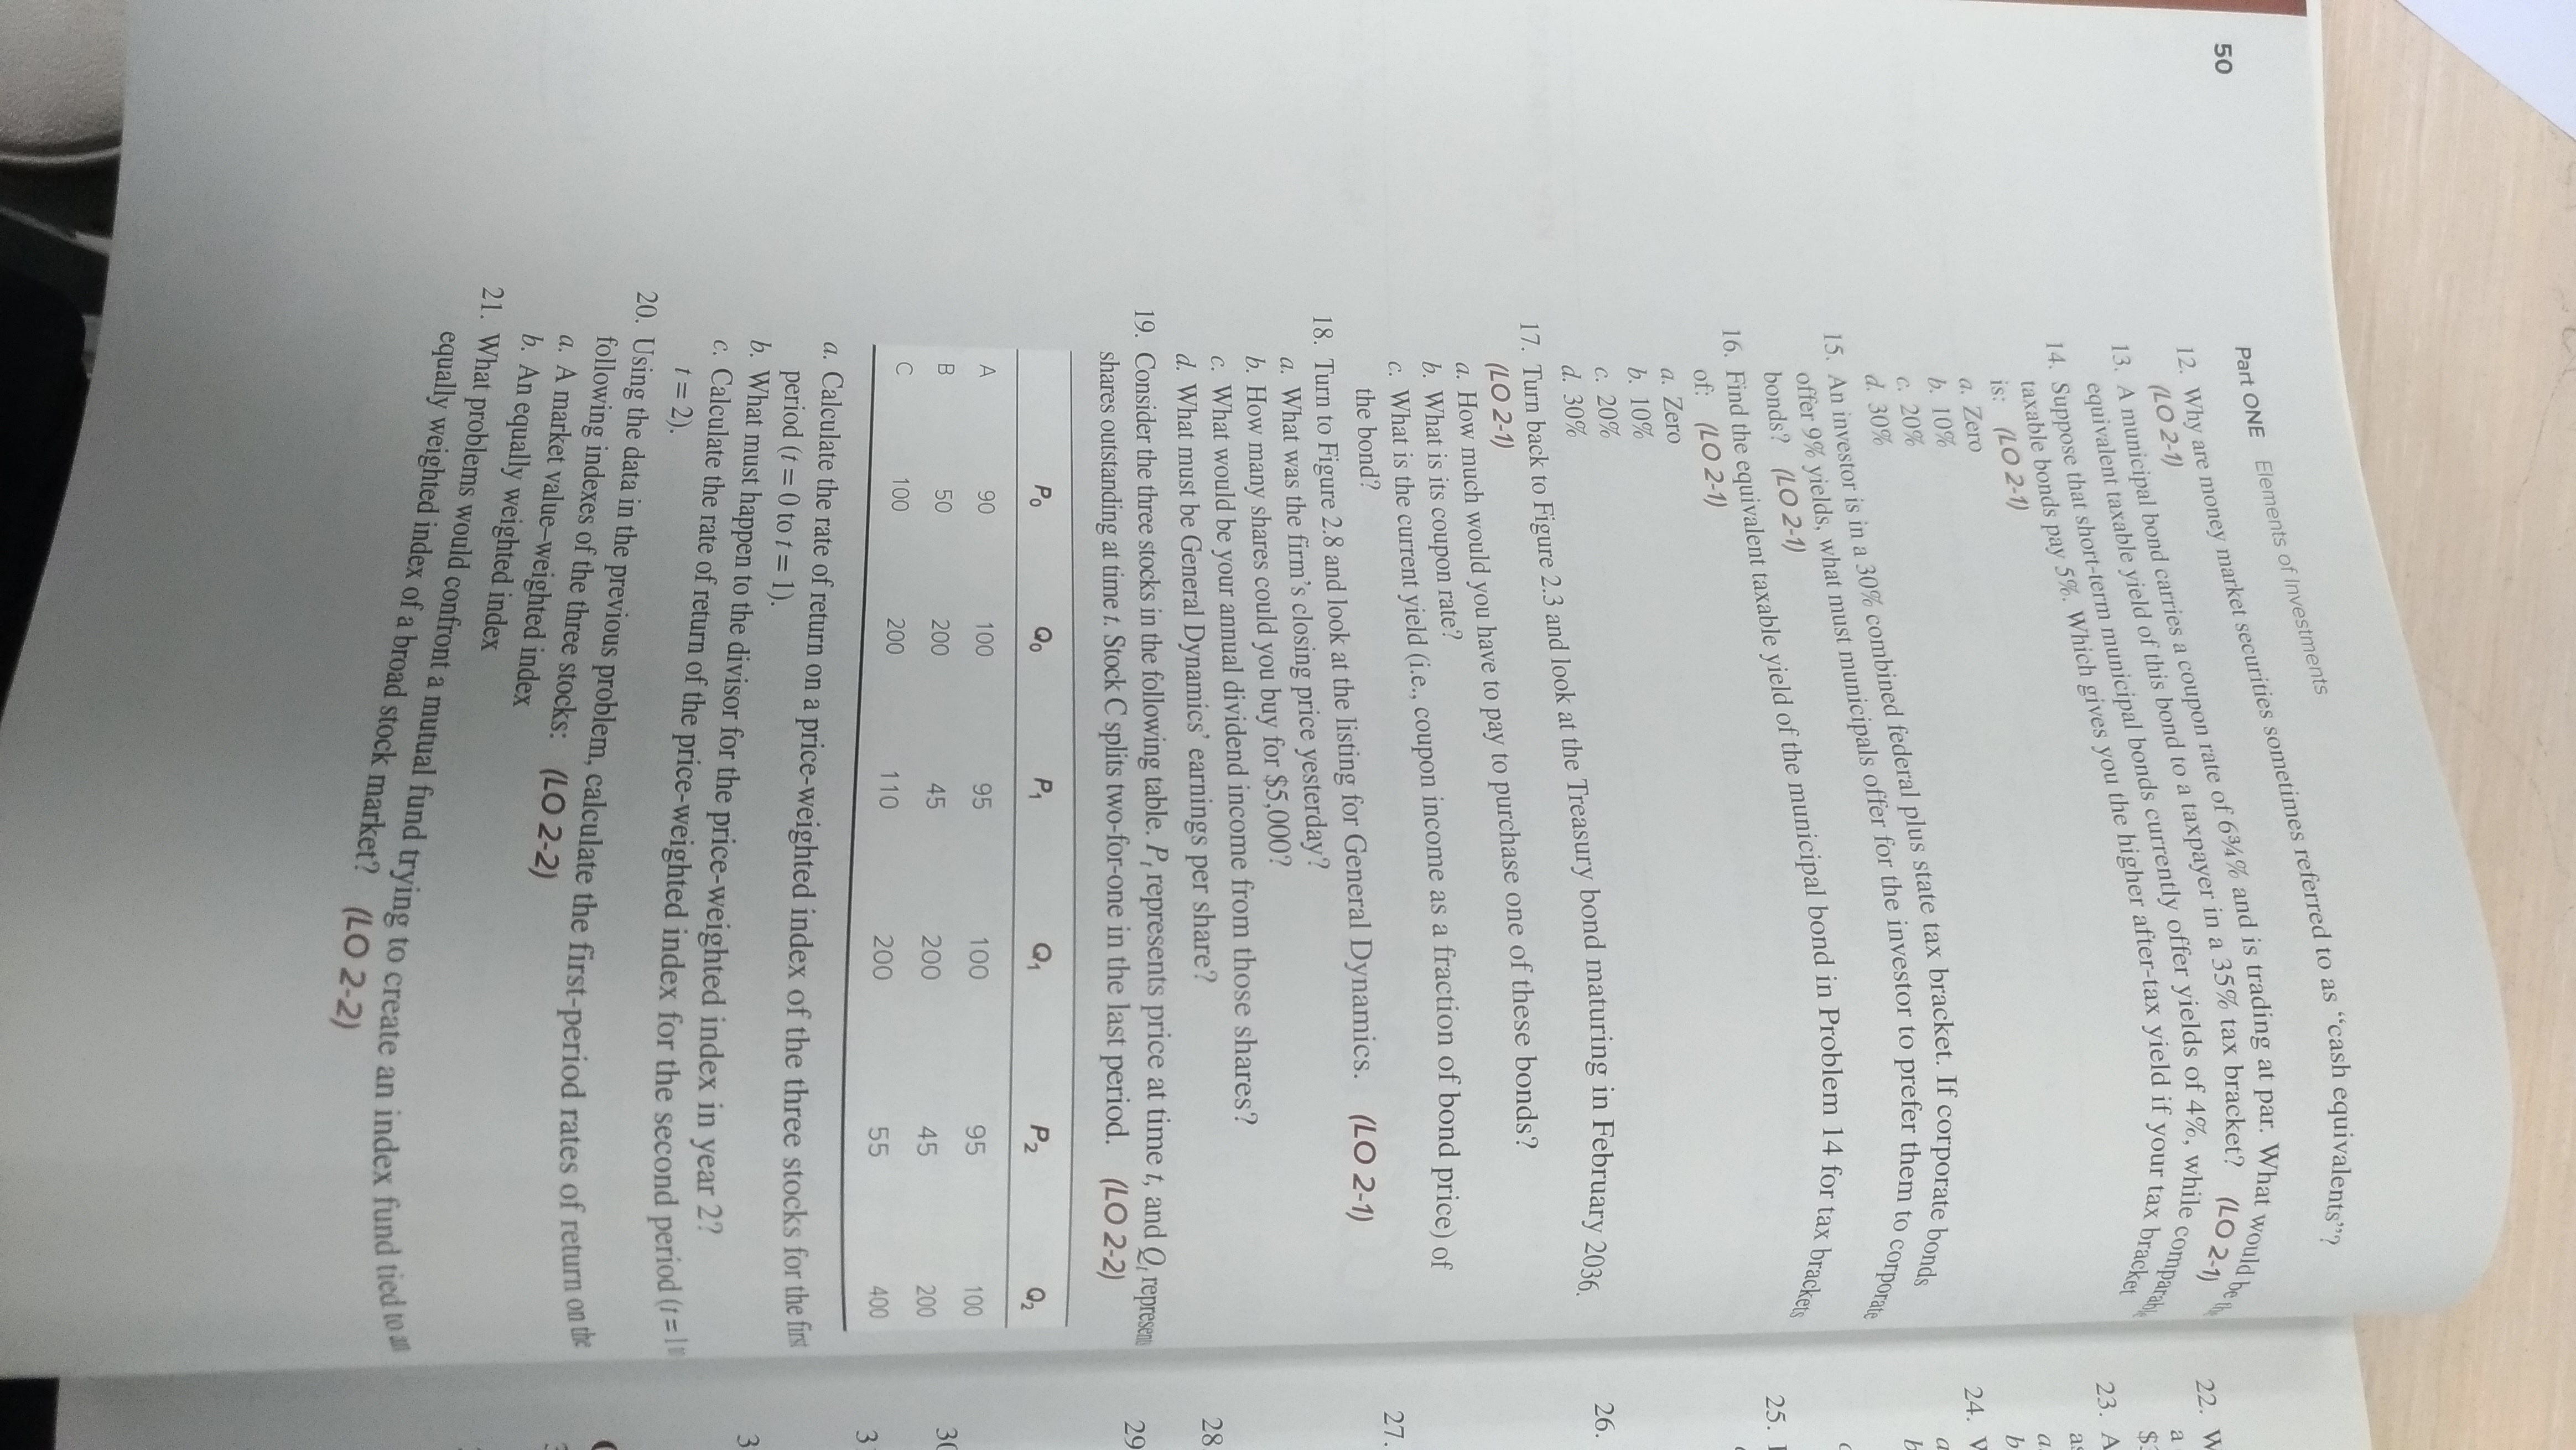 50
Part ONE Elements of Investments
12. Why are money market securities sometimes referred to as “cash equivalents”?
(LO 2-1)
13. A municipal bond carries a coupon rate of 6¾% and is trading at par. What would be the
equivalent taxable yield of this bond to a taxpayer in a 35% tax bracket? (LO 2-1)
14. Suppose that short-term municipal bonds currently offer yields of 4%, while comparable
taxable bonds pay 5%. Which gives you the higher after-tax yield if your tax bracket
is: (LO 2-1)
a. Zero
b. 10%
c. 20%
d. 30%
15. An investor is in a 30% combined federal plus state tax bracket. If corporate bonds
offer 9% yields, what must municipals offer for the investor to prefer them to corporate
bonds? (LO 2-1)
16. Find the equivalent taxable yield of the municipal bond in Problem 14 for tax brackets
of: (LO 2-1)
a. Zero
b. 10%
c. 20%
d. 30%
17. Turn back to Figure 2.3 and look at the Treasury bond maturing in February 2036.
(LO 2-1)
a. How much would you have to pay to purchase one of these bonds?
b. What is its coupon rate?
c. What is the current yield (i.e., coupon income as a fraction of bond price) of
the bond?
18. Turn to Figure 2.8 and look at the listing for General Dynamics. (LO 2-1)
a. What was the firm’s closing price yesterday?
b. How many shares could you buy for $5,000?
c. What would be your annual dividend income from those shares?
d. What must be General Dynamics’ earnings per share?
19. Consider the three stocks in the following table. Pt represents price at time t, and Qt represents
shares outstanding at time t. Stock C splits two-for-one in the last period. (LO 2-2)
P0 Q0 P1 Q1 P2 Q2
A 90 100 95 100 95 100
B 50 200 45 200 45 200
C 100 200 110 200 55 400
a. Calculate the rate of return on a price-weighted index of the three stocks for the first
period (t = 0 to t = 1).
b. What must happen to the divisor for the price-weighted index in year 2?
c. Calculate the rate of return of the price-weighted index for the second period (t = 1 to
t = 2).
20. Using the data in the previous problem, calculate the first-period rates of return on the
following indexes of the three stocks: (LO 2-2)
a. A market value–weighted index
b. An equally weighted index
21. What problems would confront a mutual fund trying to create an index fund tied to an
equally weighted index of a broad stock market? (LO 2-2)
22.
a
23. A
a
b
24.
25.
26.
27.
28
29